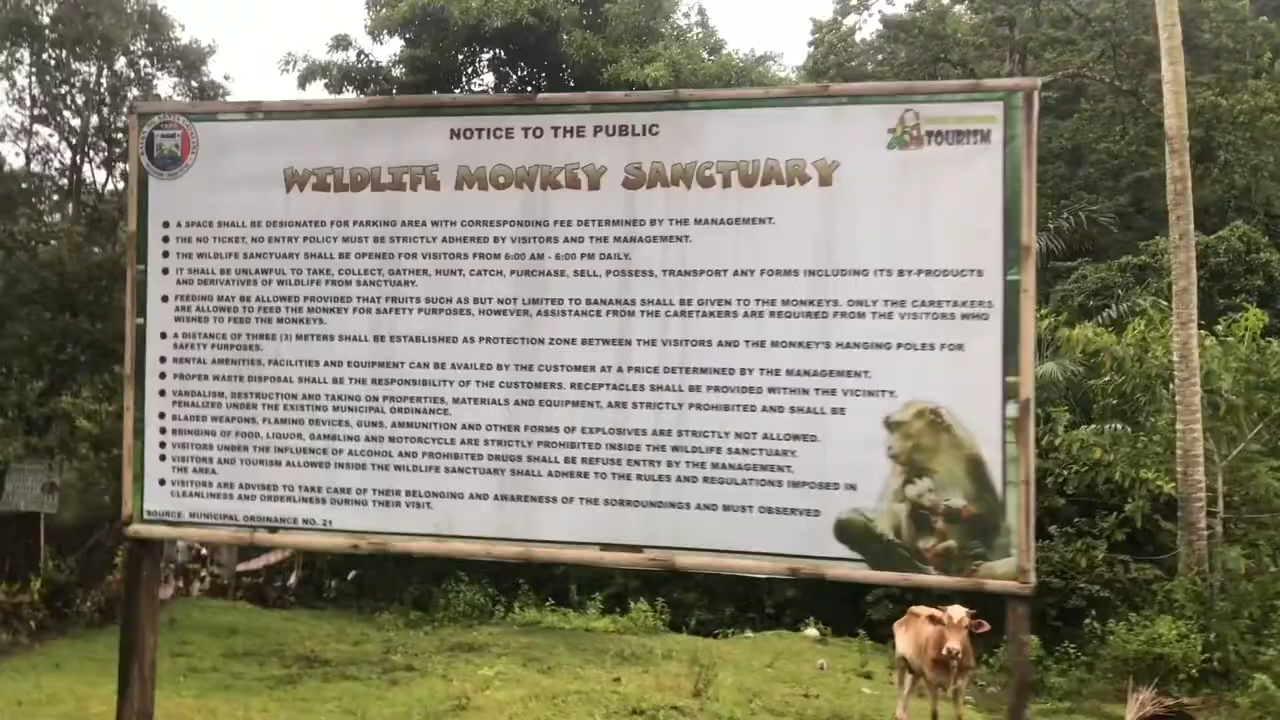 NOTICE TO THE PUBLIC
TOURISM
WILDLIFE MONKEY SANCTUARY
A SPACE SHALL BE DESIGNATED FOR PARKING AREA WITH CORRESPONDING FEE DETERMINED BY THE MANAGEMENT.
THE NO TICKET, NO ENTRY POLICY MUST BE STRICTLY ADHERED BY VISITORS AND THE MANAGEMENT.
THE WILDLIFE SANCTUARY SHALL BE OPENED FOR VISITORS FROM 6:00 AM - 6:00 PM DAILY.
IT SHALL BE UNLAWFUL TO TAKE, COLLECT, GATHER, HUNT, CATCH, PURCHASE, SELL, POSSESS, TRANSPORT ANY FORMS INCLUDING ITS BY-PRODUCTS
AND DERIVATIVES OF WILDLIFE FROM SANCTUARY.
FEEDING MAY BE ALLOWED PROVIDED THAT FRUITS SUCH AS BUT NOT LIMITED TO BANANAS SHALL BE GIVEN TO THE MONKEYS. ONLY THE CARETAKERS
ARE ALLOWED TO FEED THE MONKEY FOR SAFETY PURPOSES, HOWEVER, ASSISTANCE FROM THE CARETAKERS ARE REQUIRED FROM THE VISITORS WHO
WISHED TO FEED THE MONKEYS.
A DISTANCE OF THREE (3) METERS SHALL BE ESTABLISHED AS PROTECTION ZONE BETWEEN THE VISITORS AND THE MONKEY'S HANGING POLES FOR
SAFETY PURPOSES.
RENTAL AMENITIES, FACILITIES AND EQUIPMENT CAN BE AVAILED BY THE CUSTOMER AT A PRICE DETERMINED BY THE MANAGEMENT.
PROPER WASTE DISPOSAL SHALL BE THE RESPONSIBILITY OF THE CUSTOMERS. RECEPTACLES SHALL BE PROVIDED WITHIN THE VICINITY.
VANDALISM, DESTRUCTION AND TAKING ON PROPERTIES, MATERIALS AND EQUIPMENT, ARE STRICTLY PROHIBITED AND SHALL BE
PENALIZED UNDER THE EXISTING MUNICIPAL ORDINANCE.
BLADED WEAPONS, FLAMING DEVICES, GUNS, AMMUNITION AND OTHER FORMS OF EXPLOSIVES ARE STRICTLY NOT ALLOWED.
BRINGING OF FOOD, LIQUOR, GAMBLING AND MOTORCYCLE ARE STRICTLY PROHIBITED INSIDE THE WILDLIFE SANCTUARY.
VISITORS UNDER THE INFLUENCE OF ALCOHOL AND PROHIBITED DRUGS SHALL BE REFUSE ENTRY BY THE MANAGEMENT.
VISITORS AND TOURISM ALLOWED INSIDE THE WILDLIFE SANCTUARY SHALL ADHERE TO THE RULES AND REGULATIONS IMPOSED IN
THE AREA.
VISITORS ARE ADVISED TO TAKE CARE OF THEIR BELONGING AND AWARENESS OF THE SORROUNDINGS AND MUST OBSERVED
CLEANLINESS AND ORDERLINESS DURING THEIR VISIT.
SOURCE: MUNICIPAL ORDINANCE NO. 21